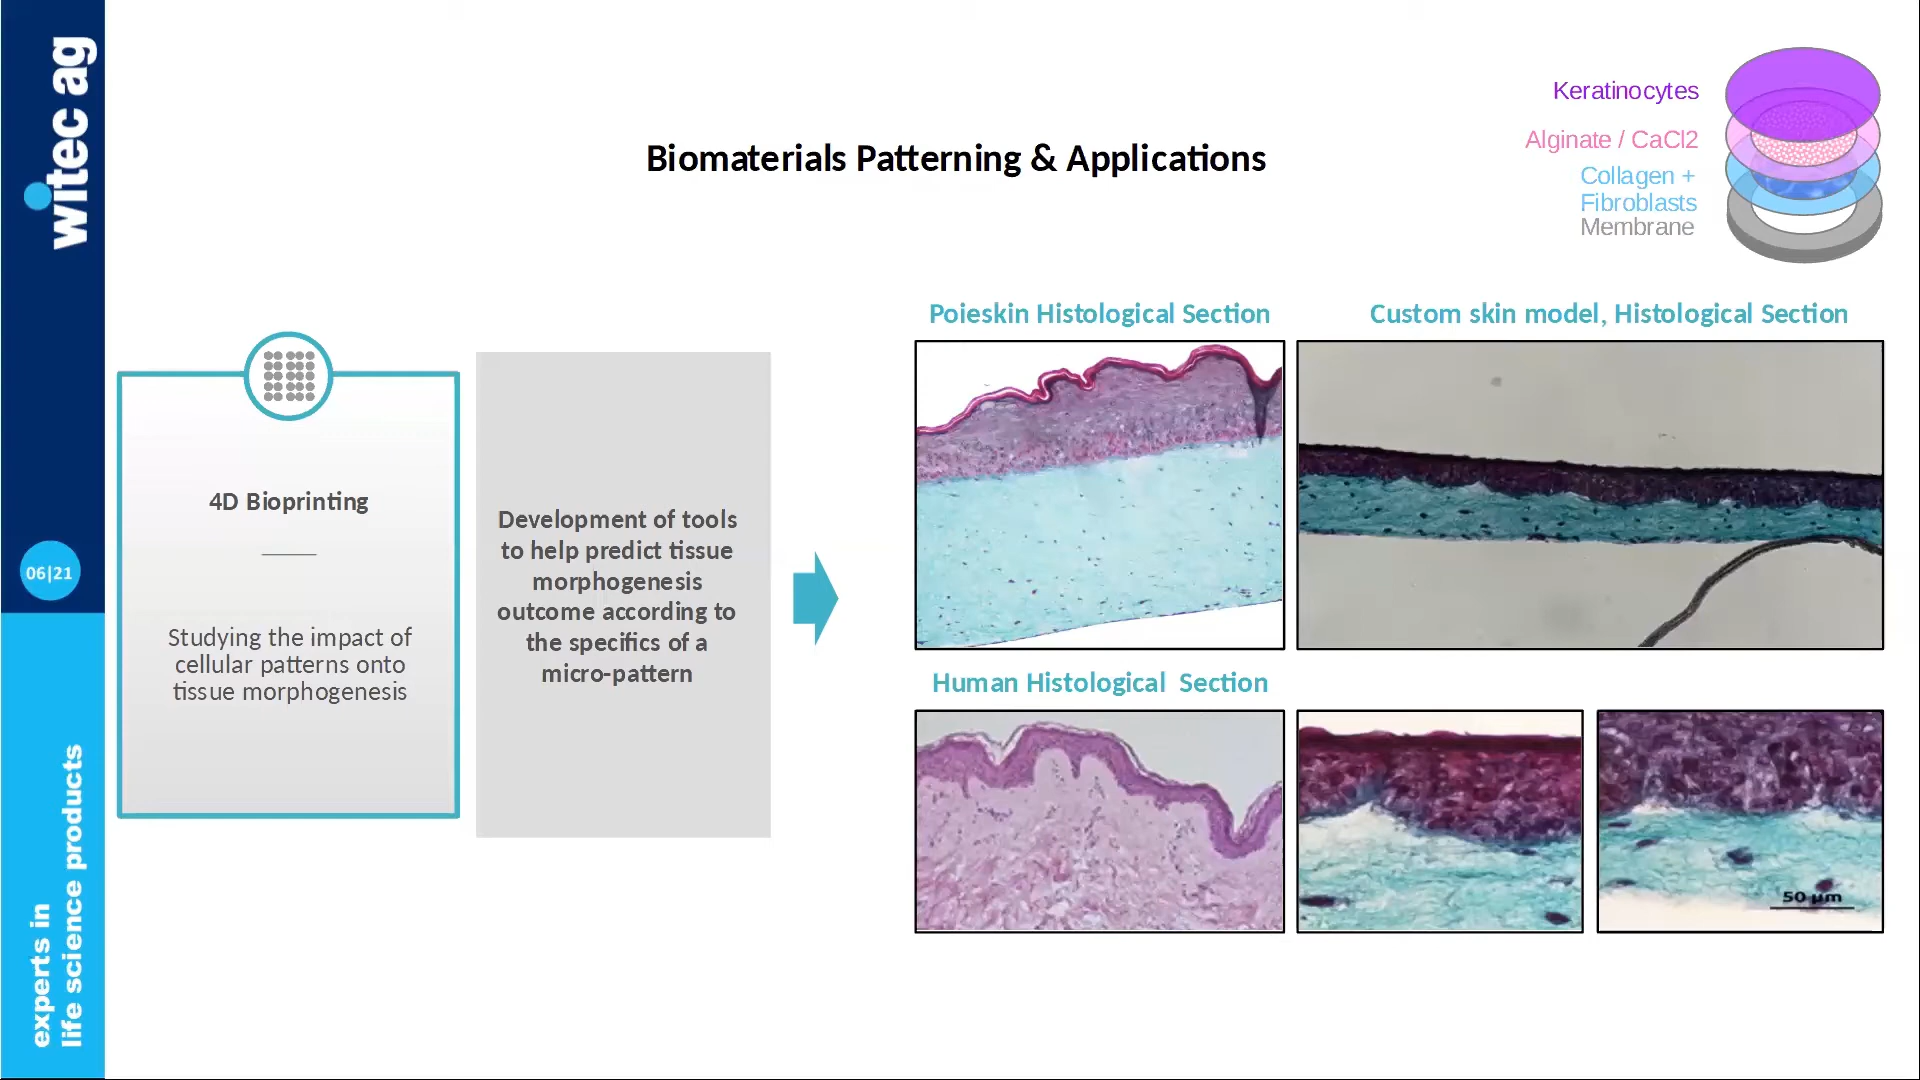 witec ag
06|21
experts in
life science products
Biomaterials Patterning & Applications
Keratinocytes
Alginate / CaCl2
Collagen +
Fibroblasts
Membrane
4D Bioprinting
Studying the impact of
cellular patterns onto
tissue morphogenesis
Development of tools
to help predict tissue
morphogenesis
outcome according to
the specifics of a
micro-pattern
Poieskin Histological Section
Custom skin model, Histological Section
Human Histological  Section
50 µm